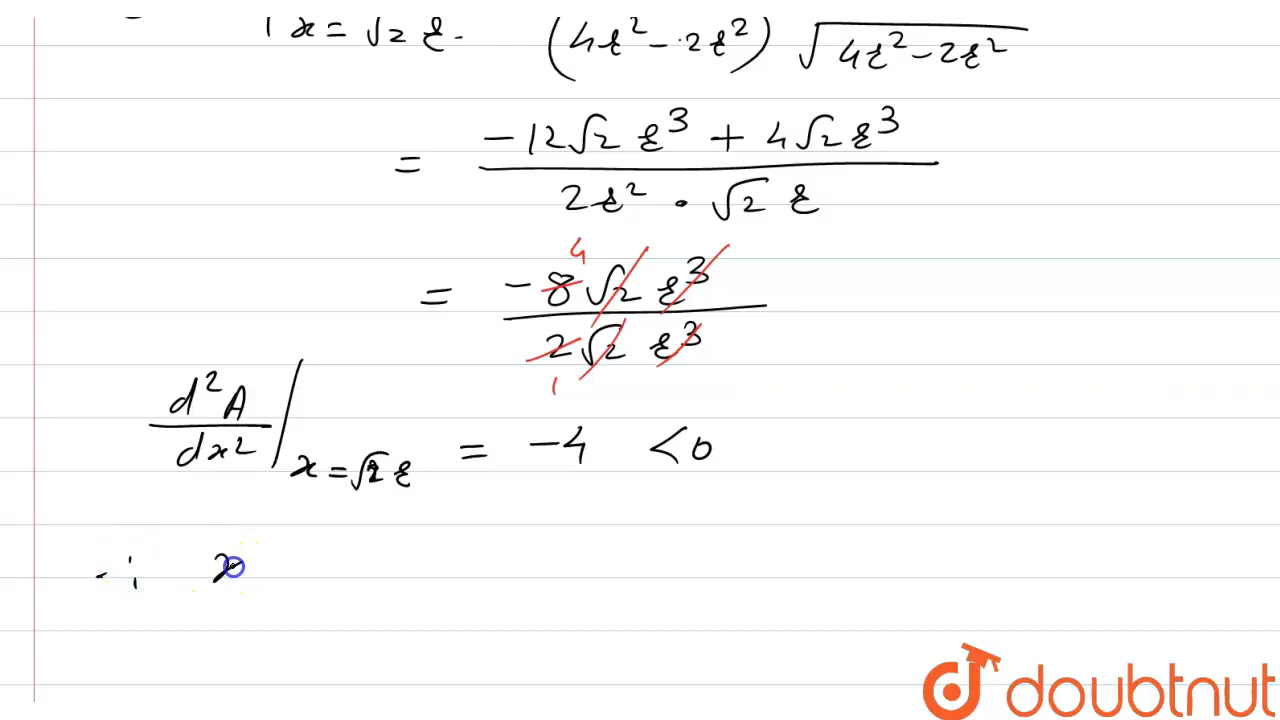 x = √2 r. (4r² - 2r²) √4r² - 2r²
= -12√2 r³ + 4√2 r³
2r² . √2 r
4
= -8√2 r³
2√2 r³
1
d²A
dx² | x = √2 r = -4 < 0
∴ x
doubtnut